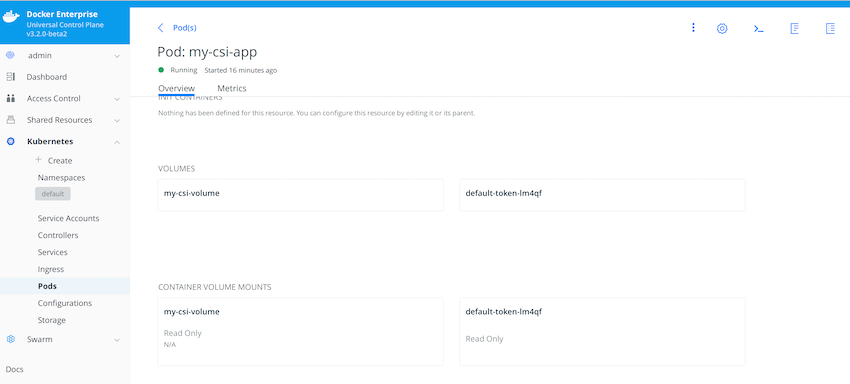 Docker Enterprise
Universal Control Plane
v3.2.0-beta2
admin
Dashboard
Access Control
Shared Resources
Kubernetes
Create
Namespaces
default
Service Accounts
Controllers
Services
Ingress
Pods
Configurations
Storage
Swarm
Docs
Pod(s)
Pod: my-csi-app
Running Started 16 minutes ago
Overview Metrics
INIT CONTAINERS
Nothing has been defined for this resource. You can configure this resource by editing it or its parent.
VOLUMES
my-csi-volume
default-token-lm4qf
CONTAINER VOLUME MOUNTS
my-csi-volume
Read Only
N/A
default-token-lm4qf
Read Only